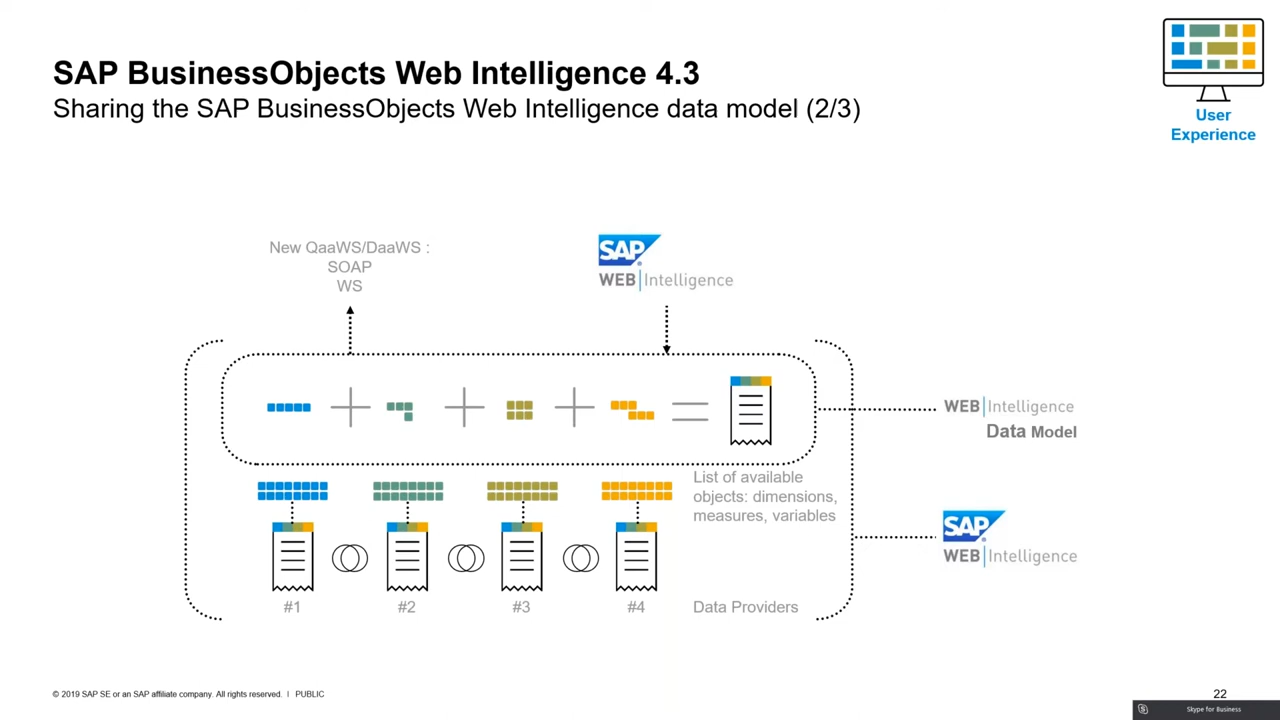 SAP BusinessObjects Web Intelligence 4.3
Sharing the SAP BusinessObjects Web Intelligence data model (2/3)
User
Experience
New QaaWS/DaaWS :
SOAP
WS
SAP
WEB Intelligence
WEB Intelligence
Data Model
List of available
objects: dimensions,
measures, variables
SAP
WEB Intelligence
#1
#2
#3
#4
Data Providers
© 2019 SAP SE or an SAP affiliate company. All rights reserved. | PUBLIC
22
Skype for Business